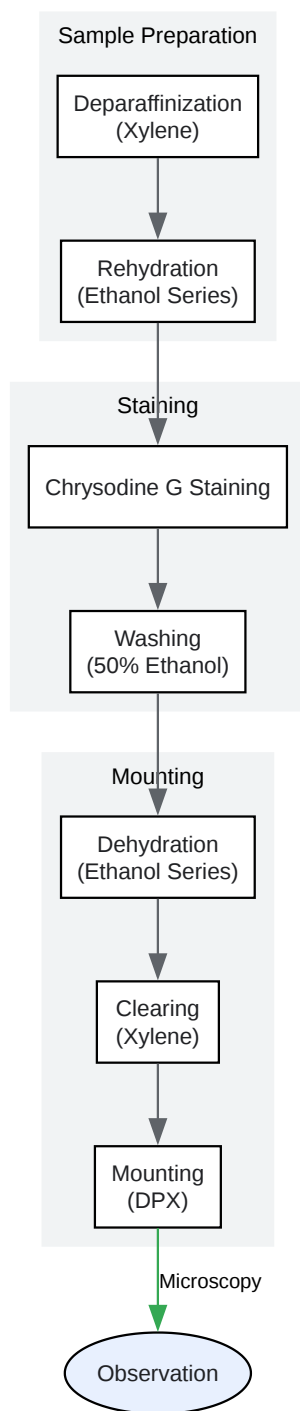 Sample Preparation
Deparaffinization
(Xylene)
Rehydration
(Ethanol Series)
Staining
Chrysodine G Staining
Washing
(50% Ethanol)
Mounting
Dehydration
(Ethanol Series)
Clearing
(Xylene)
Mounting
(DPX)
Microscopy
Observation